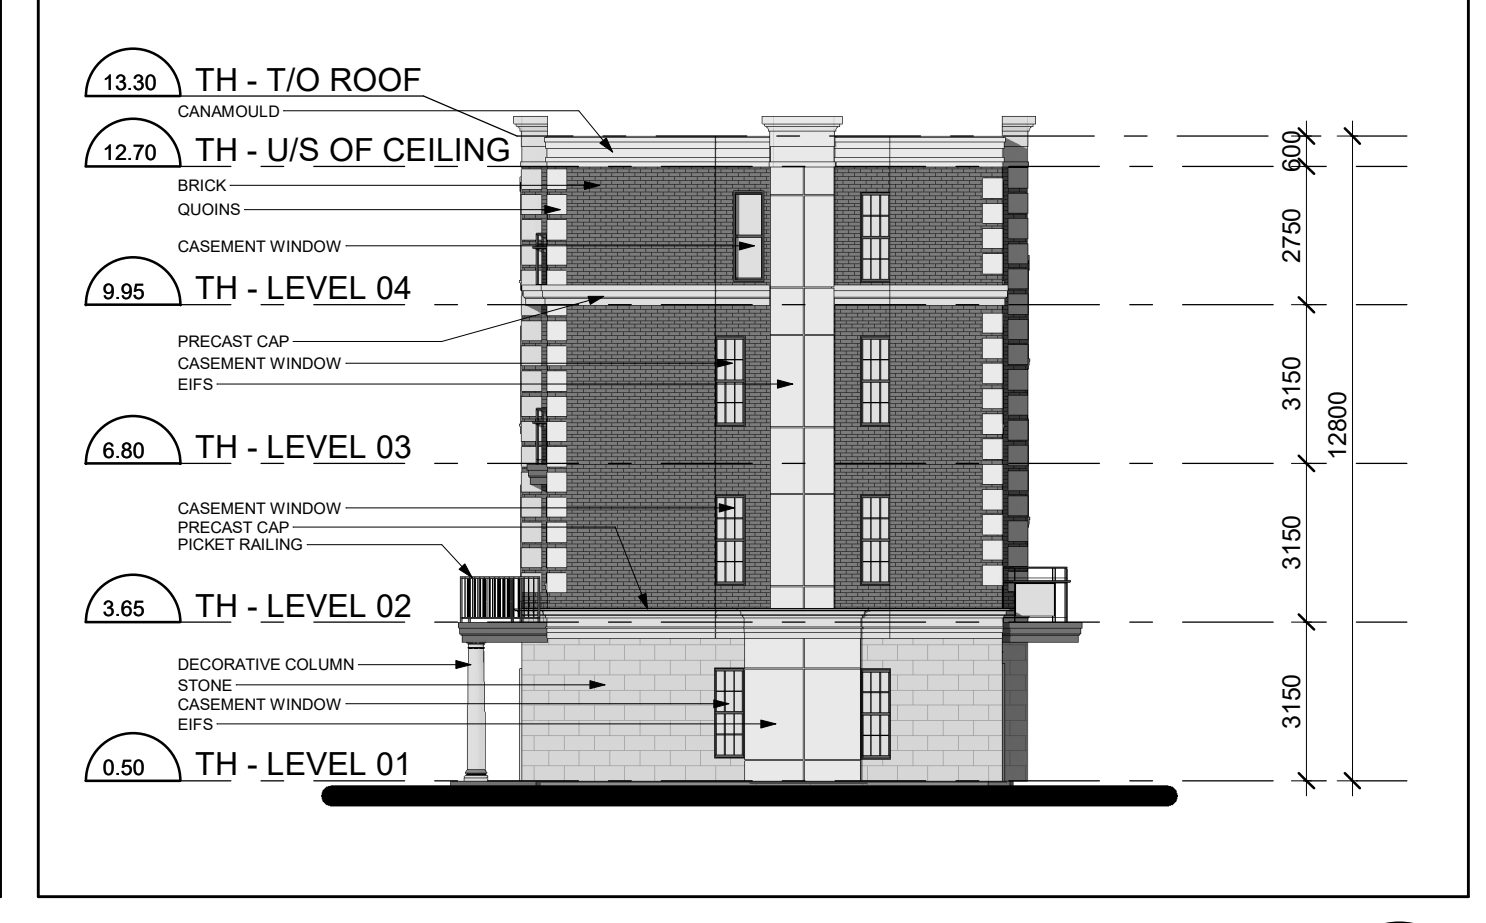 13.30 TH - T/O ROOF
CANAMOULD
12.70 TH - U/S OF CEILING
600
BRICK
QUOINS
2750
CASEMENT WINDOW
9.95 TH - LEVEL 04
PRECAST CAP
CASEMENT WINDOW
EIFS
3150
12800
6.80 TH - LEVEL 03
CASEMENT WINDOW
PRECAST CAP
PICKET RAILING
3150
3.65 TH - LEVEL 02
DECORATIVE COLUMN
STONE
CASEMENT WINDOW
EIFS
3150
0.50 TH - LEVEL 01